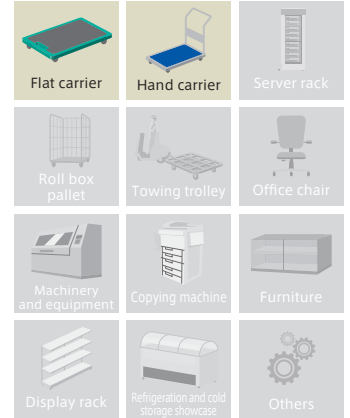 Flat carrier
Hand carrier
Server rack
Roll box
pallet
Towing trolley
Office chair
Machinery
and equipment
Copying machine
Furniture
Display rack
Refrigeration and cold
storage showcase
Others